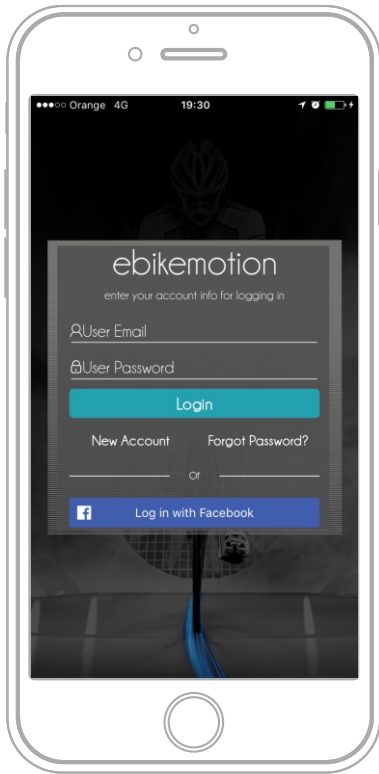 Orange 4G 19:30
ebikemotion
enter your account info for logging in
User Email
User Password
Login
New Account Forgot Password?
or
Log in with Facebook